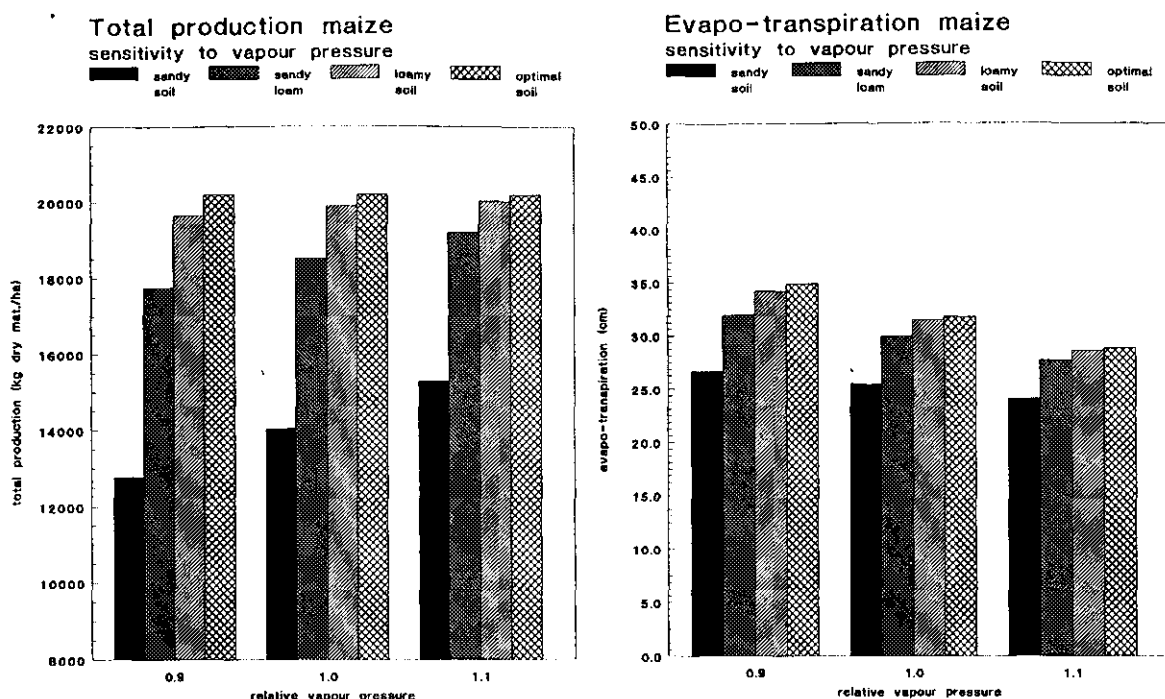 Total production maize
sensitivity to vapour pressure
sandy soil
sandy loam
loamy soil
optimal soil
22000
20000
18000
16000
14000
12000
10000
8000
total production (kg dry mat./ha)
0.9 1.0 1.1
relative vapour pressure
Evapo-transpiration maize
sensitivity to vapour pressure
sandy soil
sandy loam
loamy soil
optimal soil
50.0
45.0
40.0
35.0
30.0
25.0
20.0
15.0
10.0
5.0
0.0
evapo-transpiration (cm)
0.9 1.0 1.1
relative vapour pressure